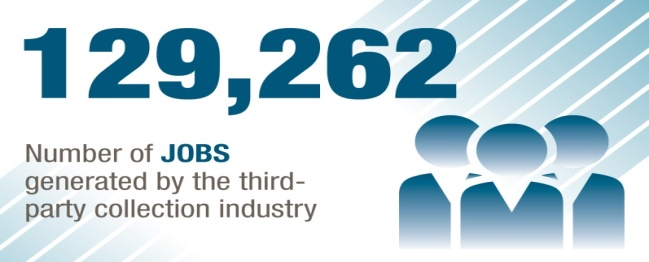 129,262
Number of JOBS
generated by the third-
party collection industry